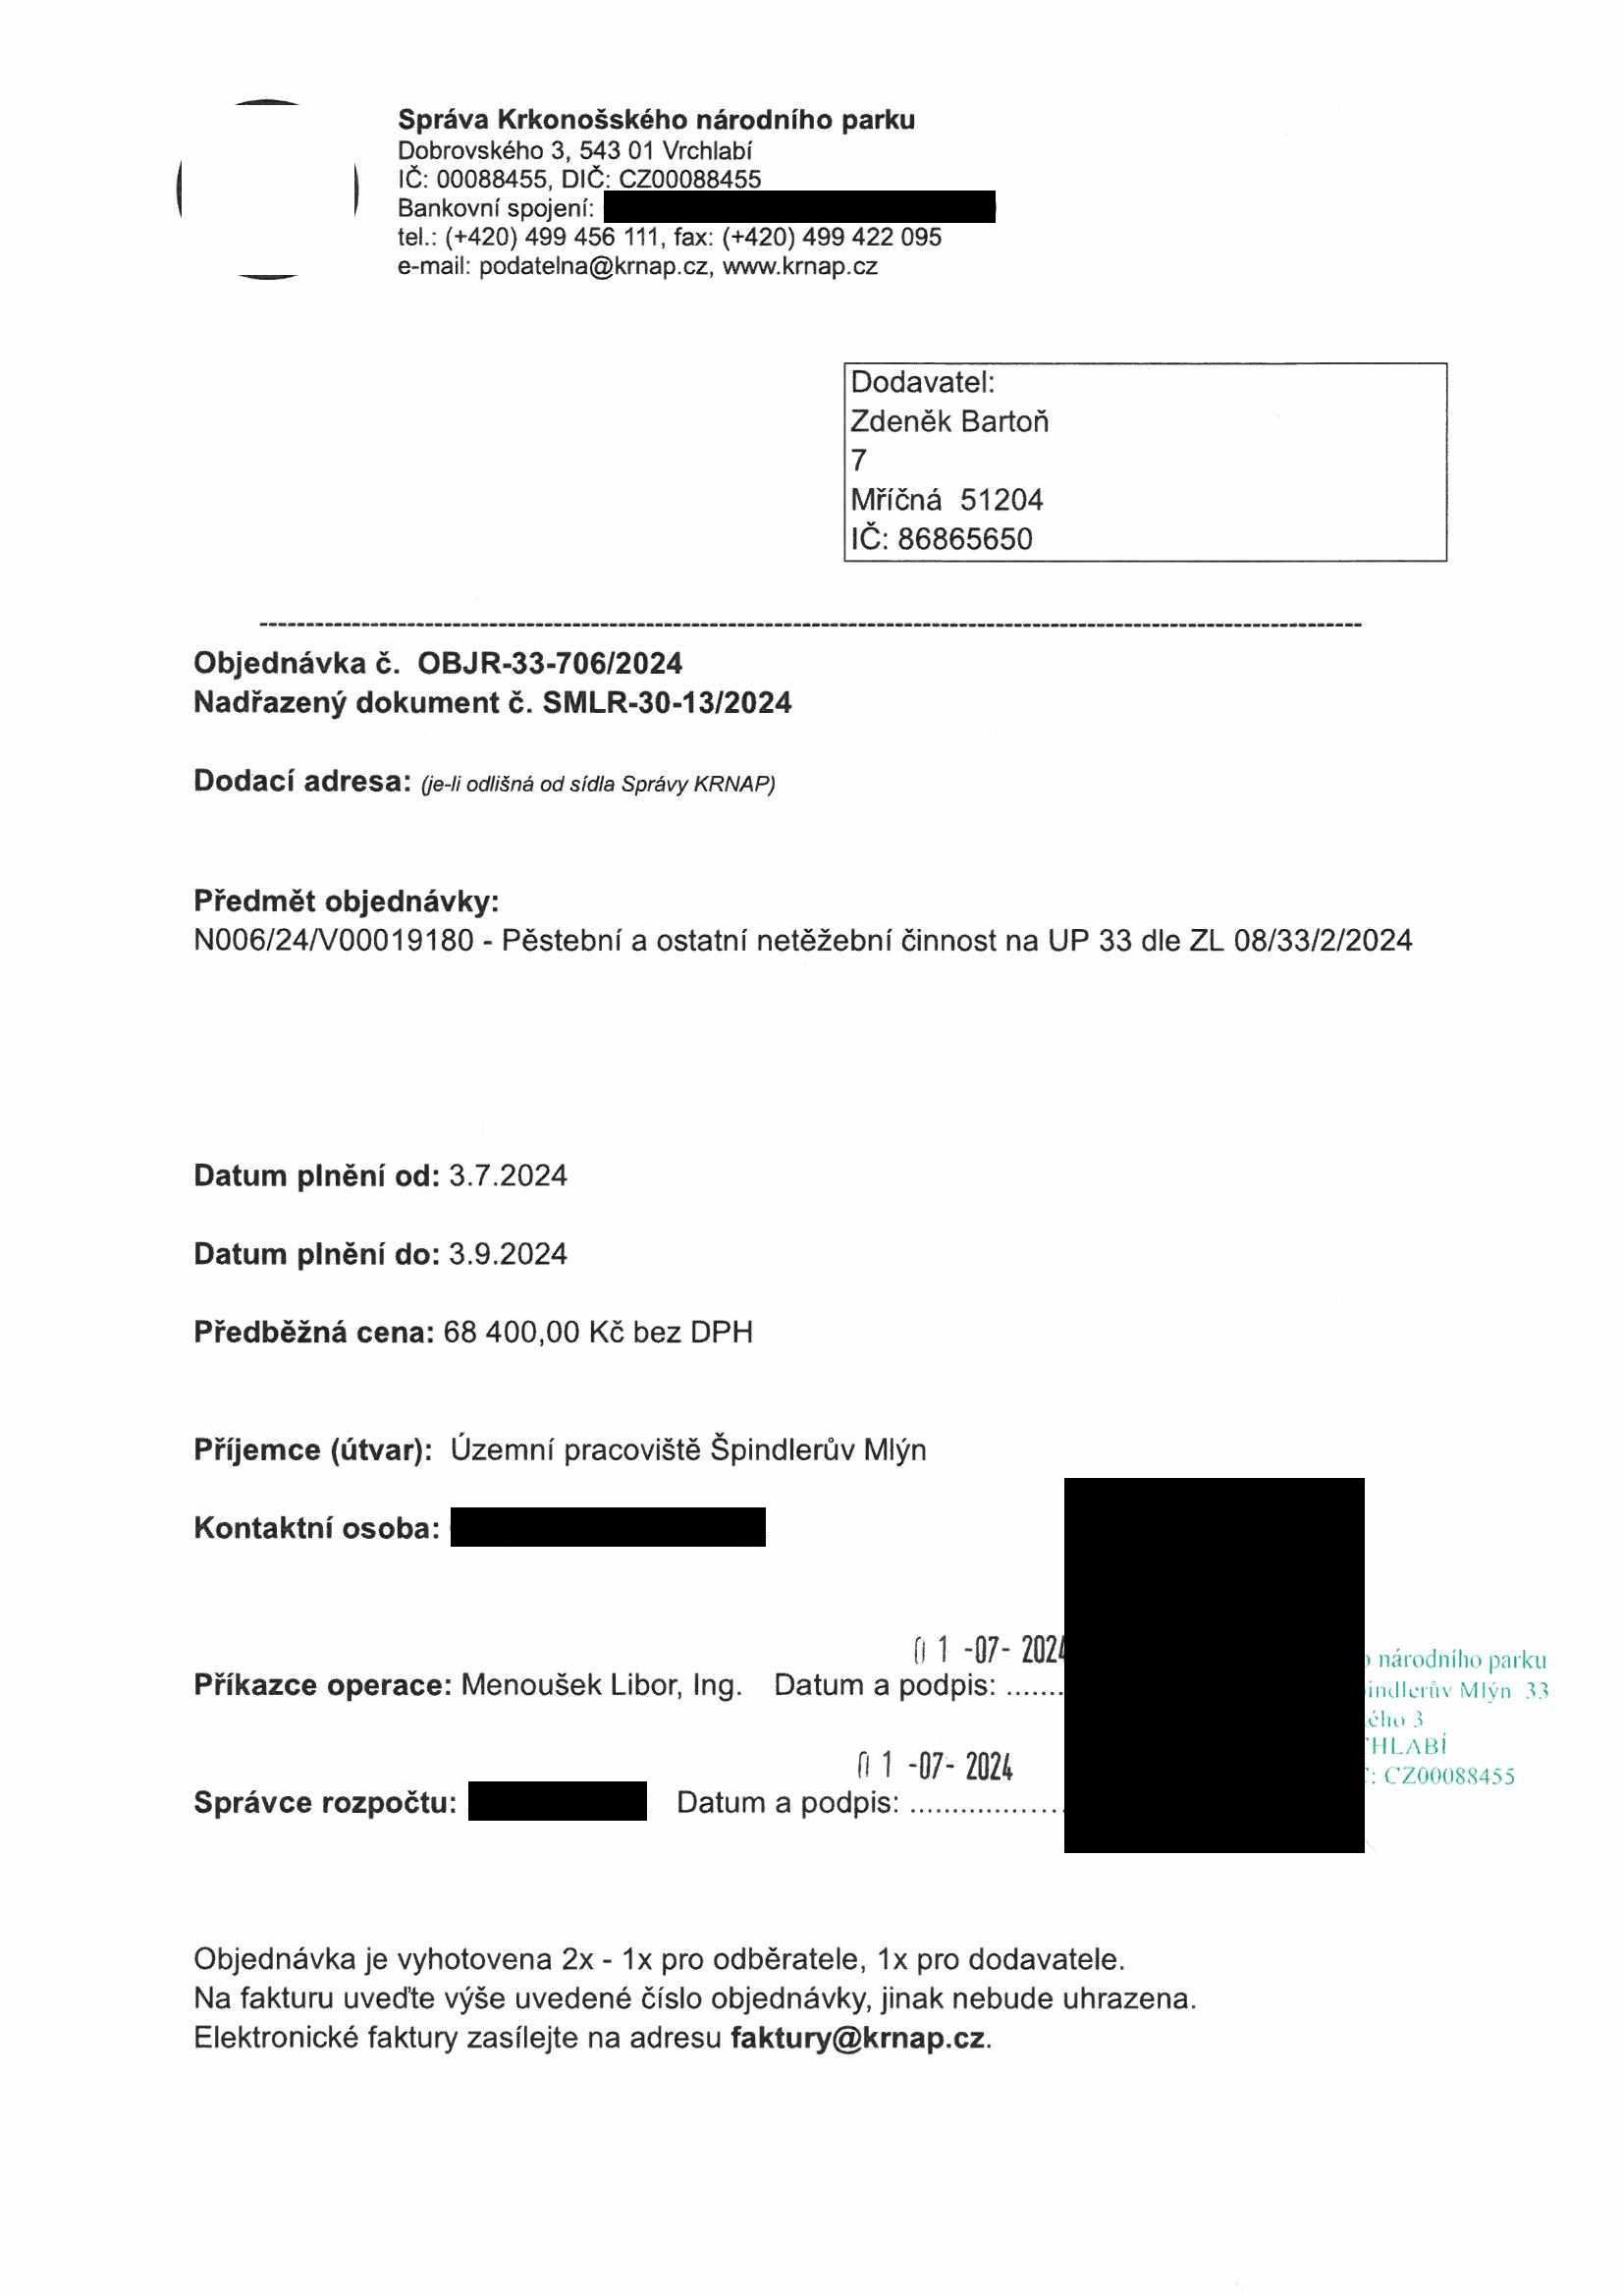 Správa Krkonošského národního parku
Dobrovského 3, 543 01 Vrchlabí
IČ: 00088455, DIČ: CZ00088455
Bankovní spojení:
tel.: (+420) 499 456 111, fax: (+420) 499 422 095
e-mail: podatelna@krnap.cz, www.krnap.cz
Dodavatel:
Zdeněk Bartoň
7
Mříčná 51204
IČ: 86865650
Objednávka č. OBJR-33-706/2024
Nadřazený dokument č. SMLR-30-13/2024
Dodací adresa: (je-li odlišná od sídla Správy KRNAP)
Předmět objednávky:
N006/24/V00019180 - Pěstební a ostatní netěžební činnost na UP 33 dle ZL 08/33/2/2024
Datum plnění od: 3.7.2024
Datum plnění do: 3.9.2024
Předběžná cena: 68 400,00 Kč bez DPH
Příjemce (útvar): Územní pracoviště Špindlerův Mlýn
Kontaktní osoba:
01 -07- 2024
národního parku
Příkazce operace: Menoušek Libor, Ing. Datum a podpis: .......
indlerův Mlýn 33
ého 3
HLABÍ
01 -07- 2024
: CZ00088455
Správce rozpočtu: Datum a podpis: ..................
Objednávka je vyhotovena 2x - 1x pro odběratele, 1x pro dodavatele.
Na fakturu uveďte výše uvedené číslo objednávky, jinak nebude uhrazena.
Elektronické faktury zasílejte na adresu faktury@krnap.cz.